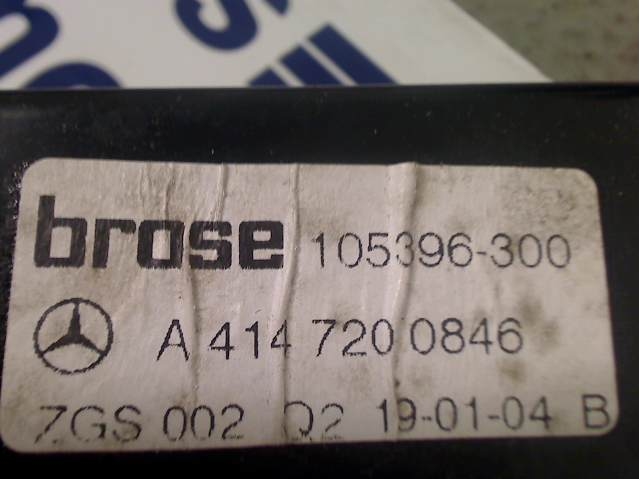 brose 105396-300
A 414 720 0846
ZGS 002 Q2 19-01-04 B